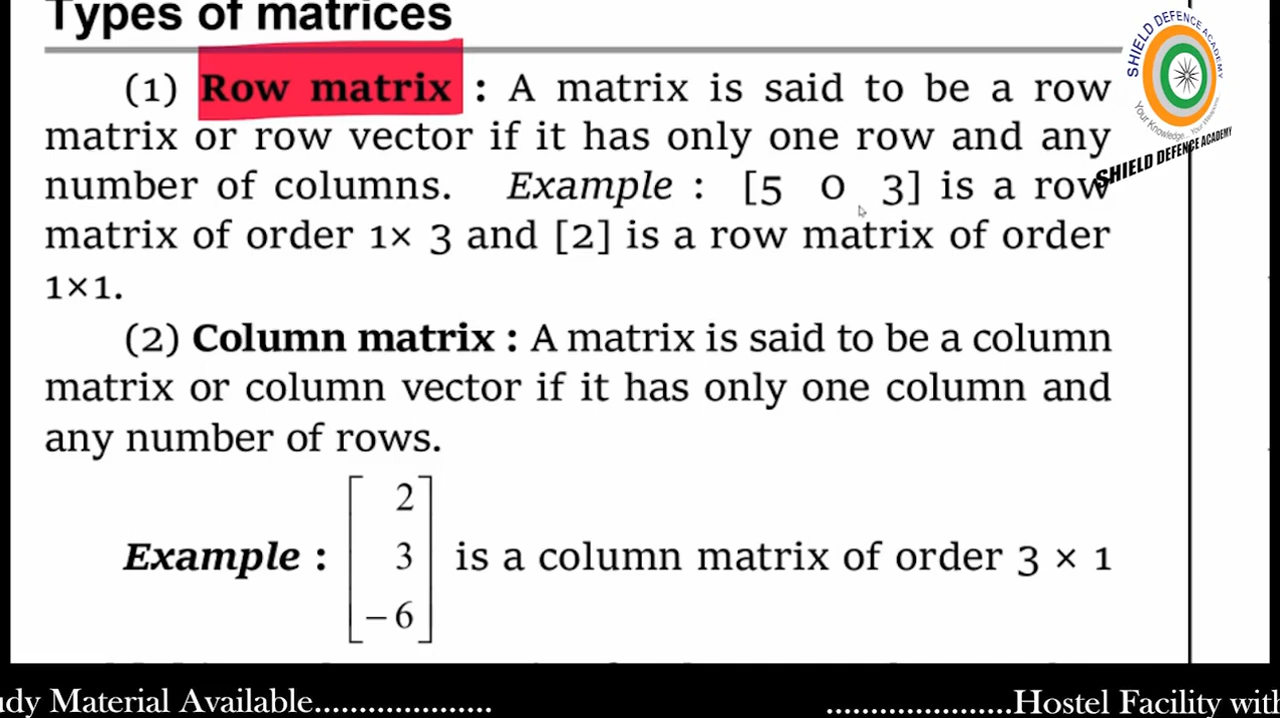 Types of matrices
(1) Row matrix : A matrix is said to be a row
matrix or row vector if it has only one row and any
number of columns. Example : [5 0 3] is a row
matrix of order 1× 3 and [2] is a row matrix of order
1×1.
(2) Column matrix : A matrix is said to be a column
matrix or column vector if it has only one column and
any number of rows.
2
3
Example : is a column matrix of order 3 × 1
– 6
SHIELD DEFENCE ACADEMY
Your Knowledge...
SHIELD DEFENCE ACADEMY
udy Material Available....................
.....................Hostel Facility with